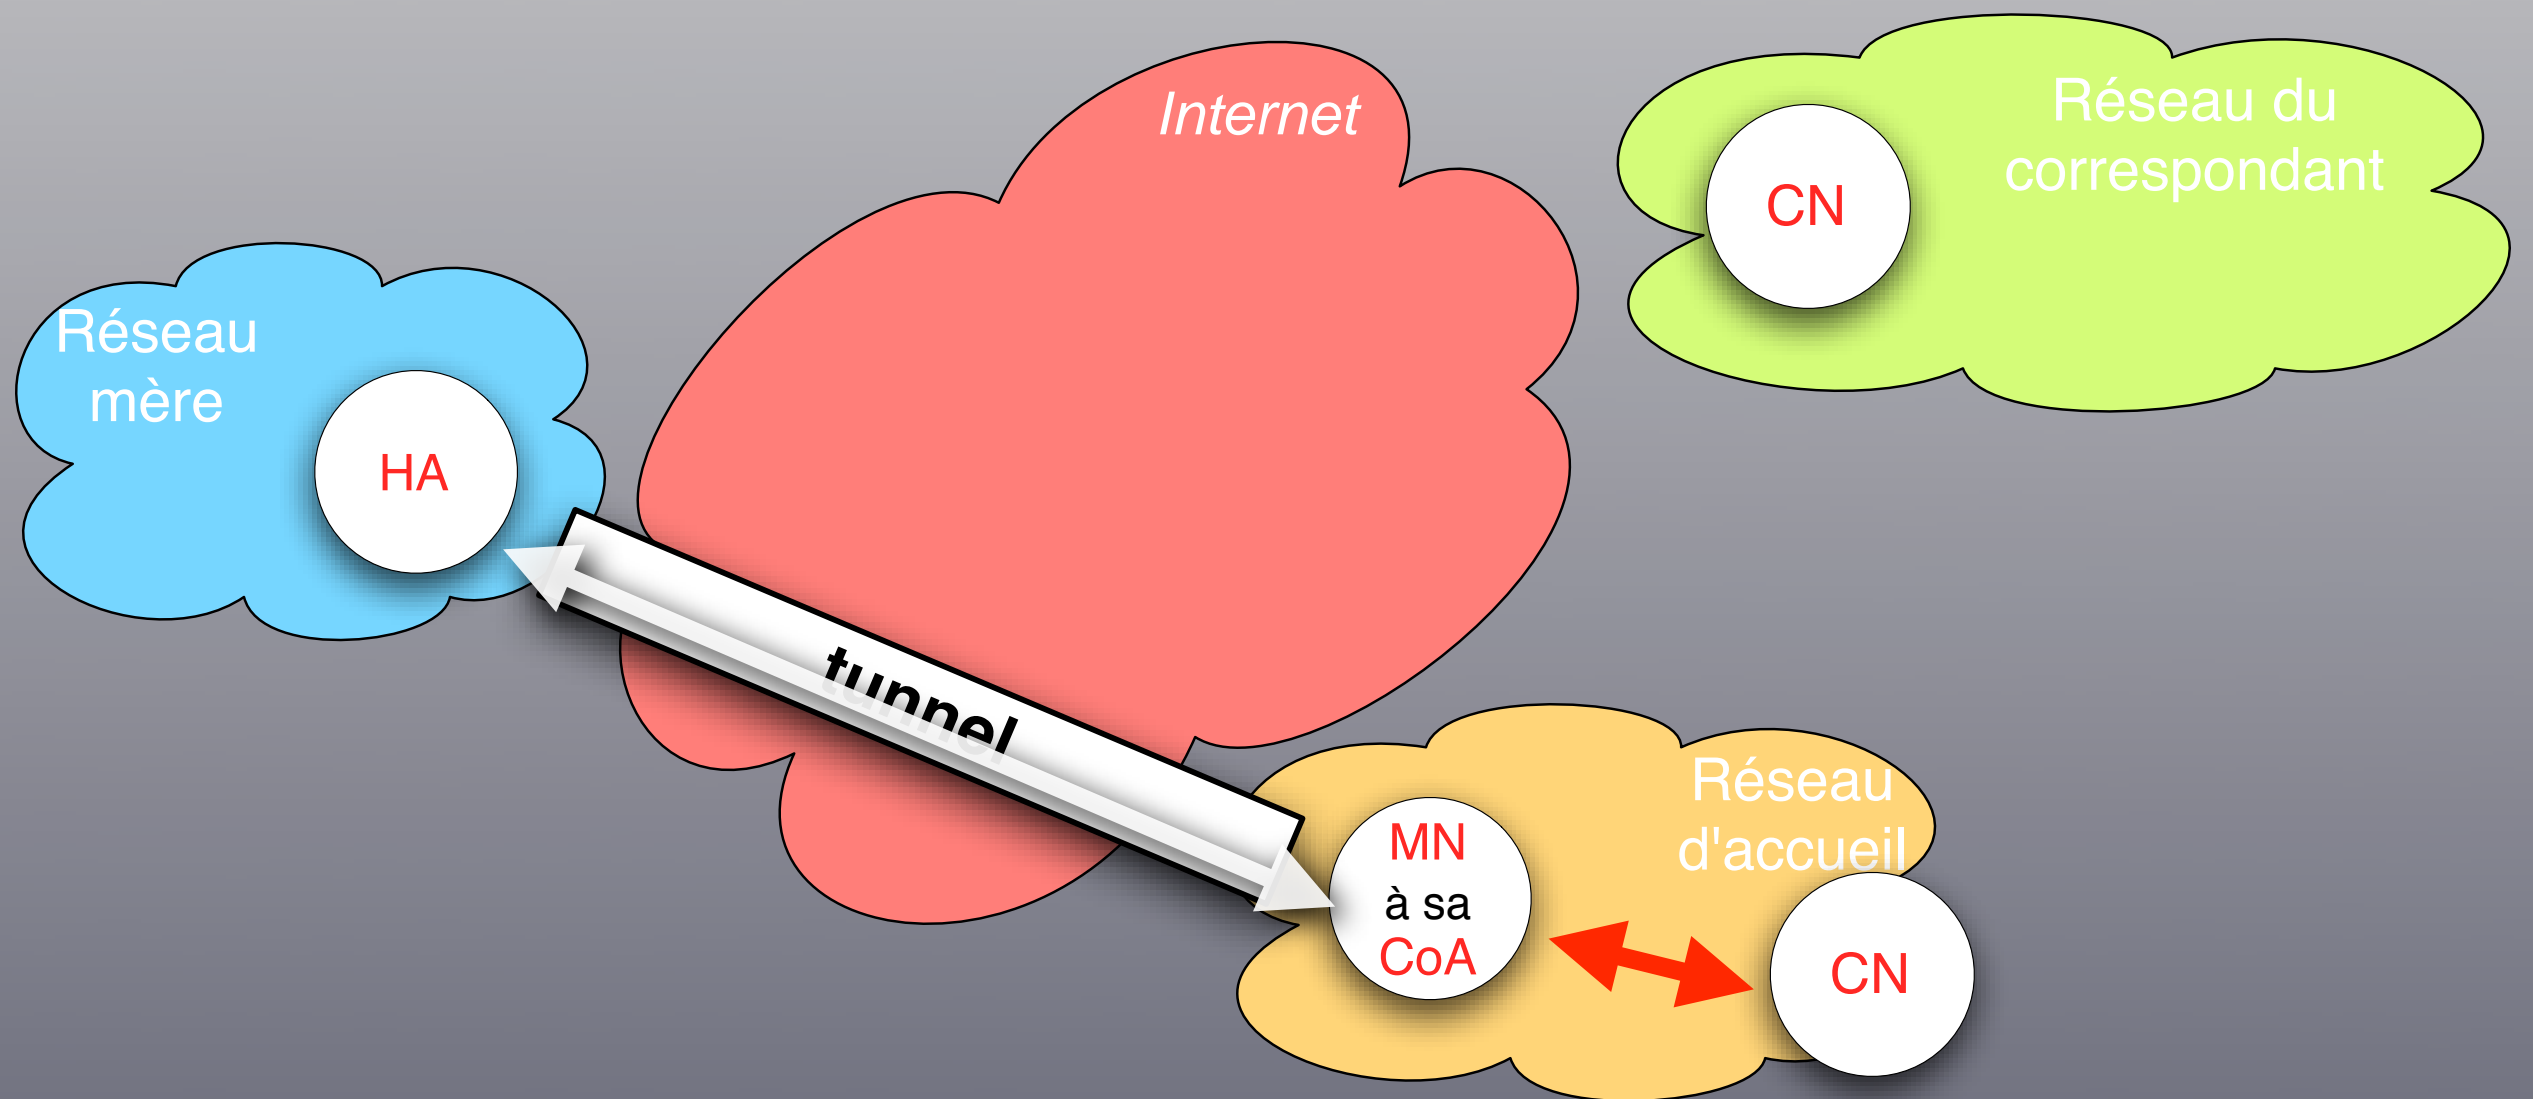 Internet
Réseau du
correspondant
CN
Réseau
mère
HA
tunnel
Réseau
d'accueil
MN
à sa
CoA
CN